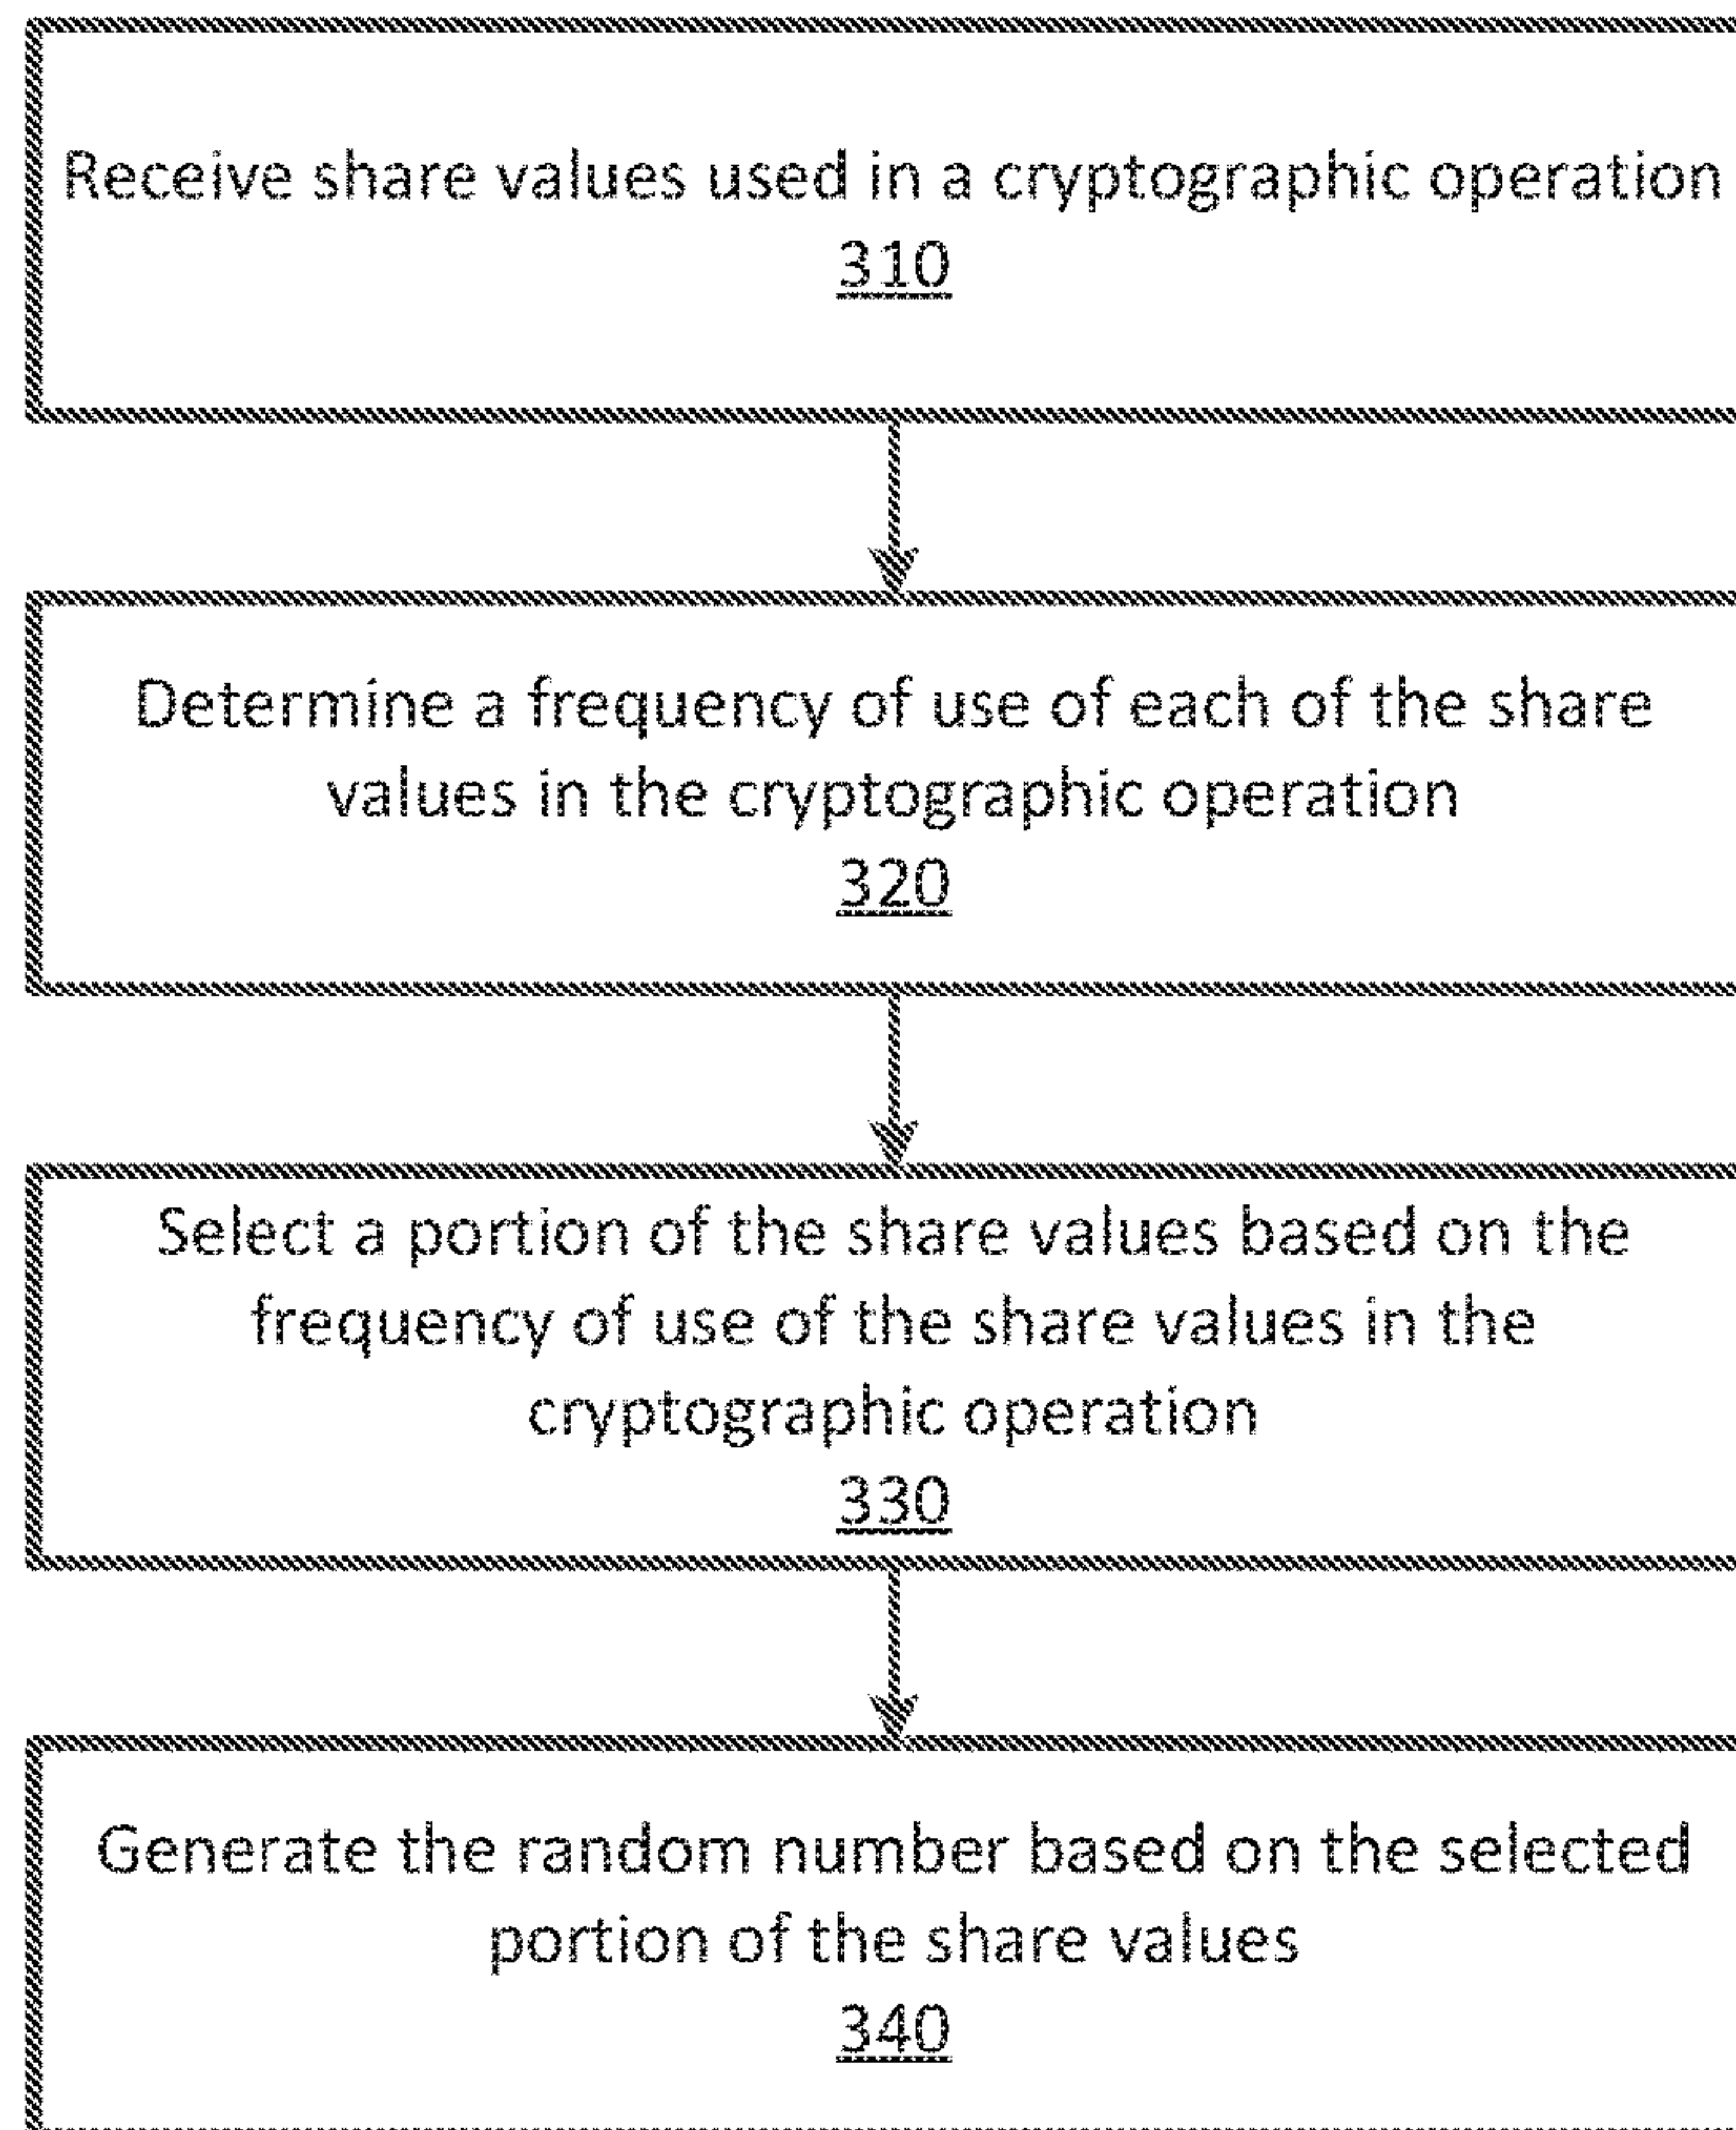 Receive share values used in a cryptographic operation
310
Determine a frequency of use of each of the share
values in the cryptographic operation
320
Select a portion of the share values based on the
frequency of use of the share values in the
cryptographic operation
330
Generate the random number based on the selected
portion of the share values
340